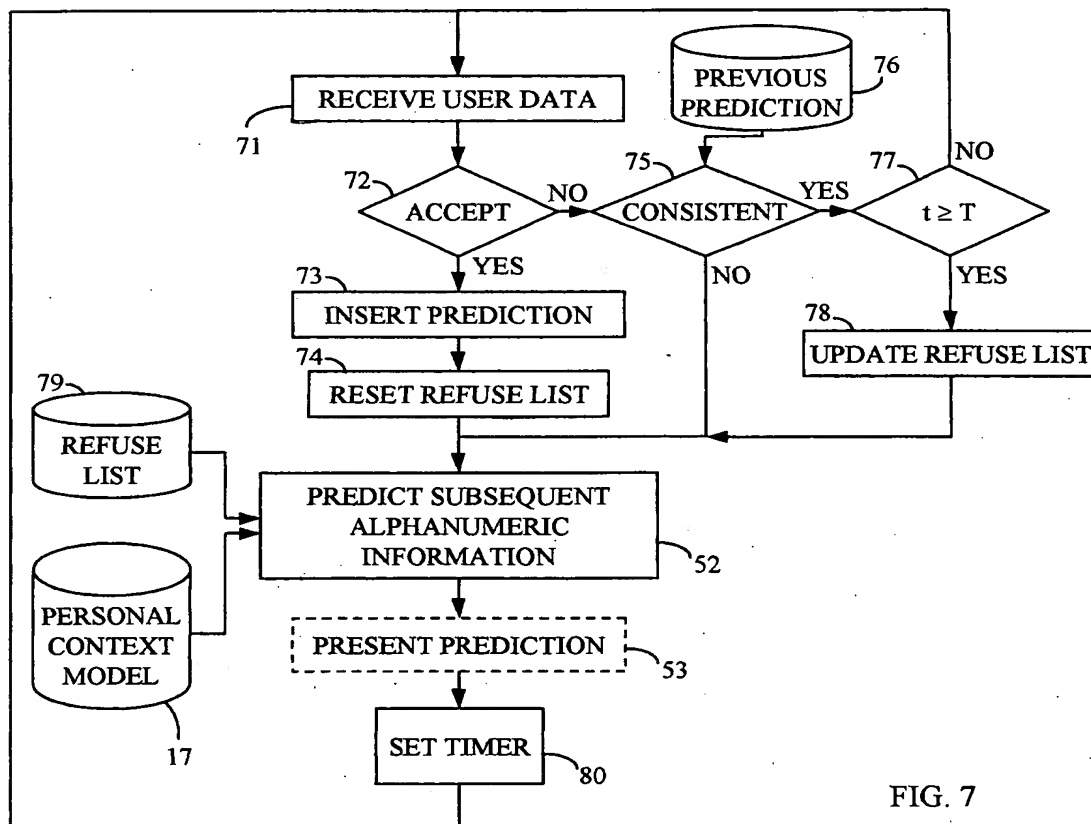 RECEIVE USER DATA
71
PREVIOUS
PREDICTION
76
72
ACCEPT
NO
75
CONSISTENT
YES
77
NO
t ≥ T
YES
NO
YES
73
INSERT PREDICTION
78
UPDATE REFUSE LIST
74
RESET REFUSE LIST
79
REFUSE
LIST
PREDICT SUBSEQUENT
ALPHANUMERIC
INFORMATION
52
PERSONAL
CONTEXT
MODEL
17
PRESENT PREDICTION
53
SET TIMER
80
FIG. 7